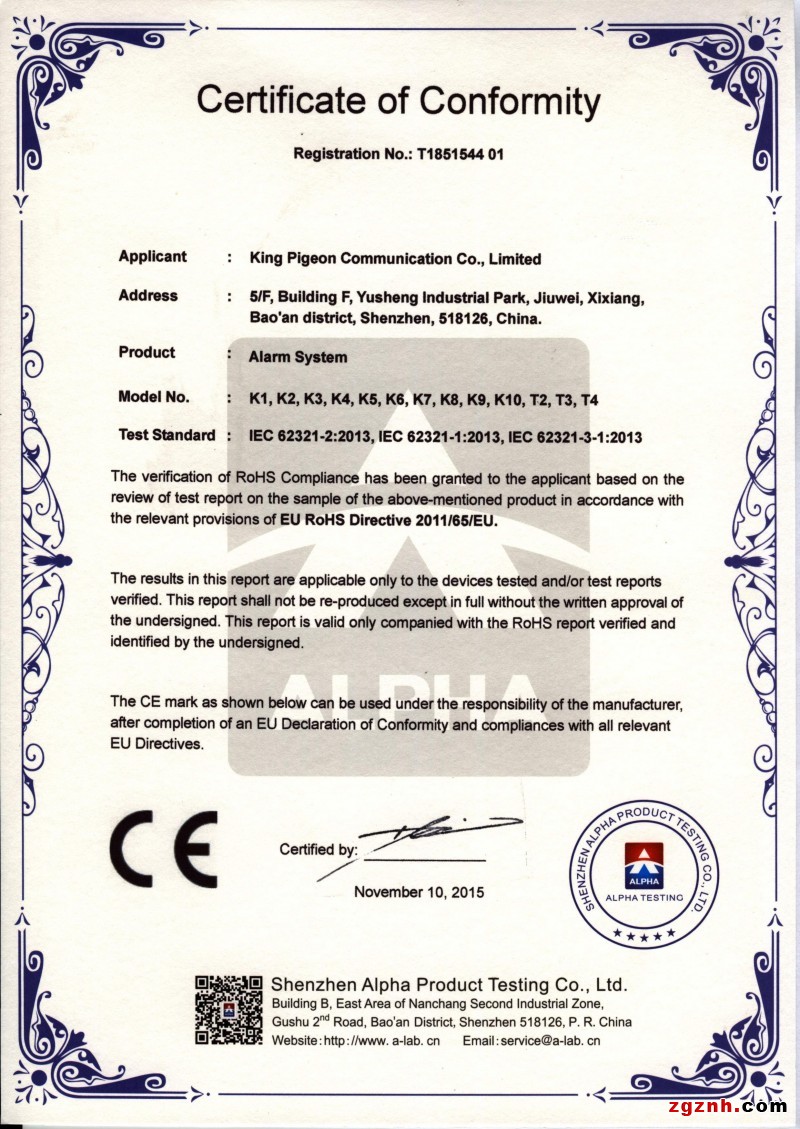 Certificate of Conformity
Registration No.: T1851544 01
Applicant : King Pigeon Communication Co., Limited
Address : 5/F, Building F, Yusheng Industrial Park, Jiuwei, Xixiang,
Bao'an district, Shenzhen, 518126, China.
Product : Alarm System
Model No. : K1, K2, K3, K4, K5, K6, K7, K8, K9, K10, T2, T3, T4
Test Standard : IEC 62321-2:2013, IEC 62321-1:2013, IEC 62321-3-1:2013
The verification of RoHS Compliance has been granted to the applicant based on the
review of test report on the sample of the above-mentioned product in accordance with
the relevant provisions of EU RoHS Directive 2011/65/EU.
The results in this report are applicable only to the devices tested and/or test reports
verified. This report shall not be re-produced except in full without the written approval of
the undersigned. This report is valid only companied with the RoHS report verified and
identified by the undersigned.
ALPHA
The CE mark as shown below can be used under the responsibility of the manufacturer,
after completion of an EU Declaration of Conformity and compliances with all relevant
EU Directives.
CE
Certified by:
November 10, 2015
SHENZHEN ALPHA PRODUCT TESTING CO., LTD.
ALPHA
ALPHA TESTING
Shenzhen Alpha Product Testing Co., Ltd.
Building B, East Area of Nanchang Second Industrial Zone,
Gushu 2nd Road, Bao'an District, Shenzhen 518126, P. R. China
Website:http://www. a-lab. cn Email:service@a-lab. cn
zgznh.com